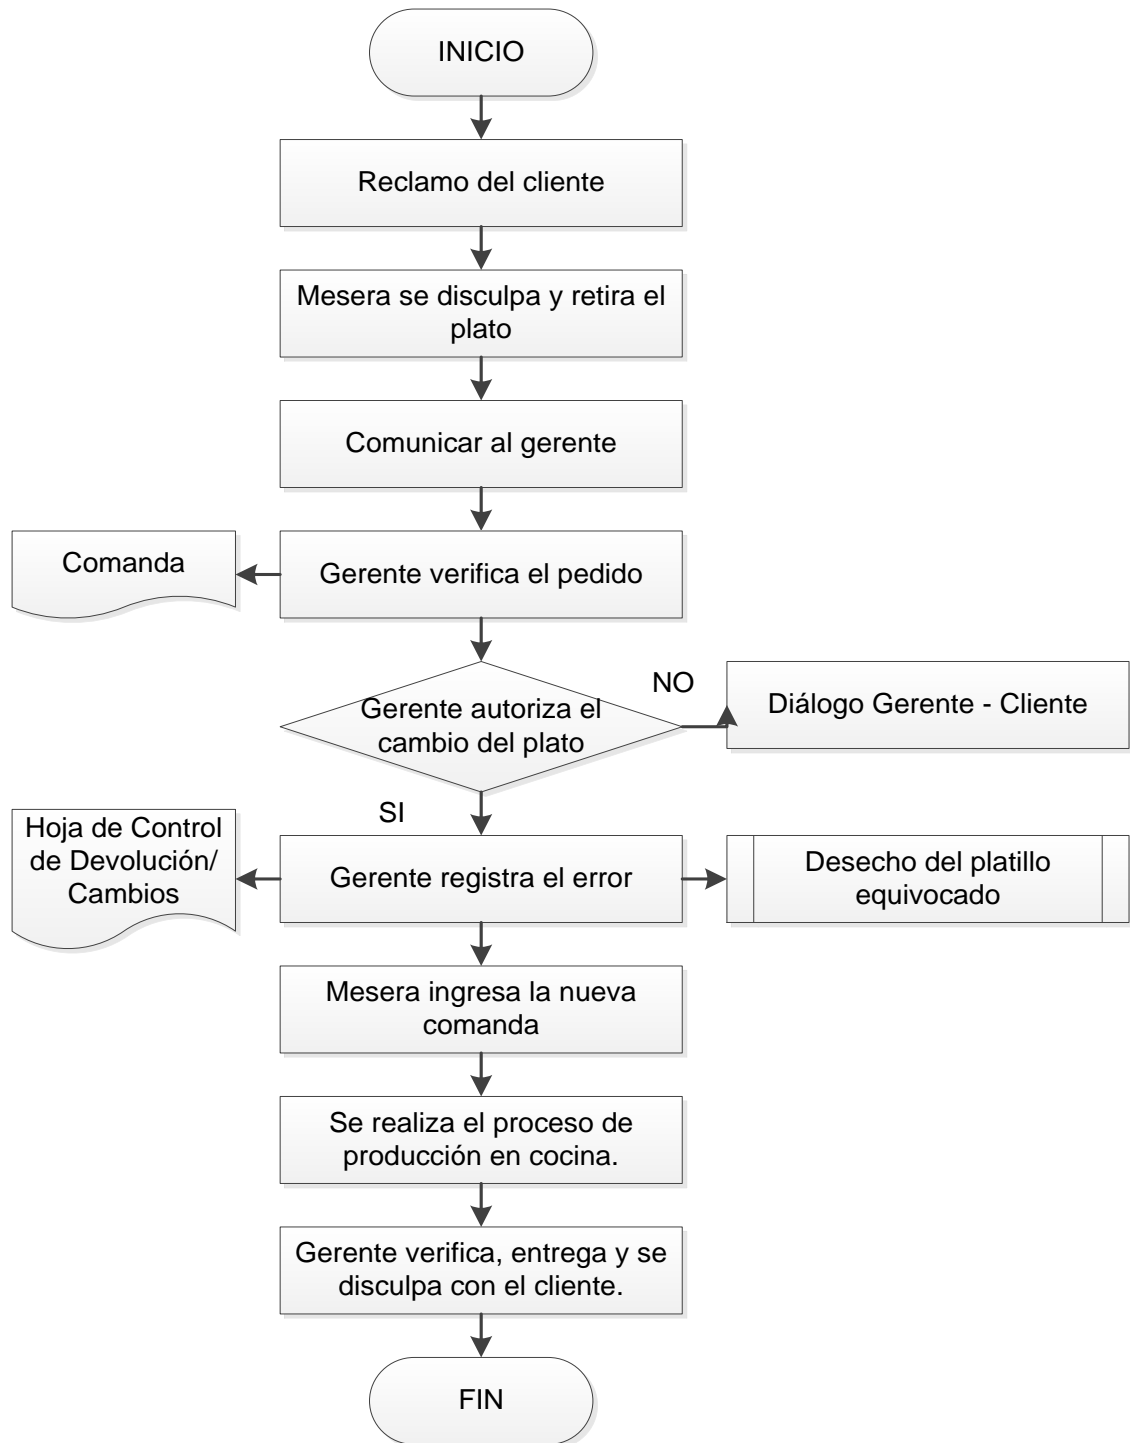 INICIO
Reclamo del cliente
Mesera se disculpa y retira el
plato
Comunicar al gerente
Comanda
Gerente verifica el pedido
Gerente autoriza el
cambio del plato
NO
Diálogo Gerente - Cliente
SI
Hoja de Control
de Devolución/
Cambios
Gerente registra el error
Desecho del platillo
equivocado
Mesera ingresa la nueva
comanda
Se realiza el proceso de
producción en cocina.
Gerente verifica, entrega y se
disculpa con el cliente.
FIN